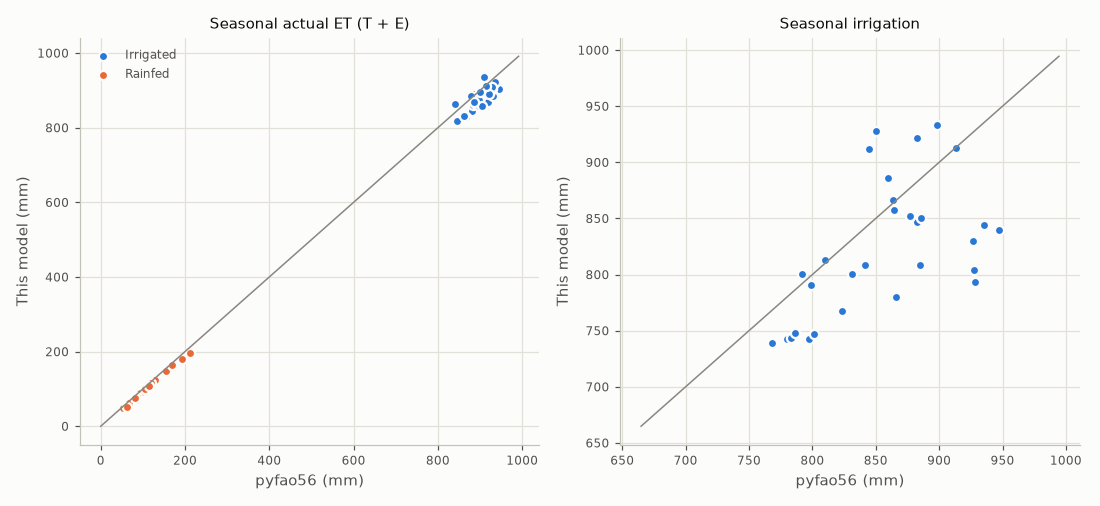 Seasonal actual ET (T + E)
Irrigated
Rainfed
1000
800
600
400
200
0
0 200 400 600 800 1000
This model (mm)
pyfao56 (mm)
Seasonal irrigation
1000
950
900
850
800
750
700
650
650 700 750 800 850 900 950 1000
This model (mm)
pyfao56 (mm)